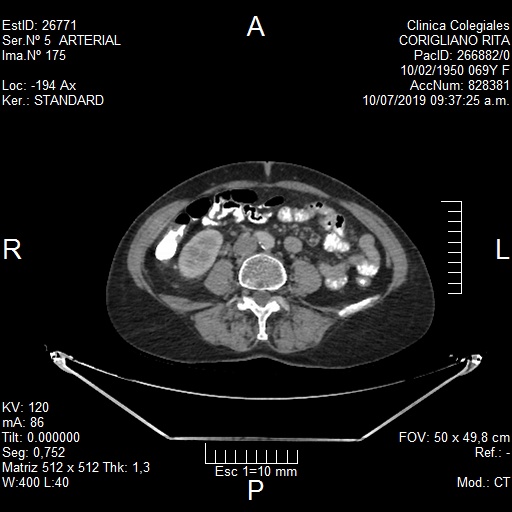 EstID: 26771
Ser.Nº 5 ARTERIAL
Ima.Nº 175
Loc: -194 Ax
Ker.: STANDARD
A
Clinica Colegiales
CORIGLIANO RITA
PacID: 266882/0
10/02/1950 069Y F
AccNum: 828381
10/07/2019 09:37:25 a.m.
R
L
KV: 120
mA: 86
Tilt: 0.000000
Seg: 0,752
Matriz 512 x 512 Thk: 1,3
W:400 L:40
Esc 1=10 mm
P
FOV: 50 x 49,8 cm
Ref.: -
Mod.: CT